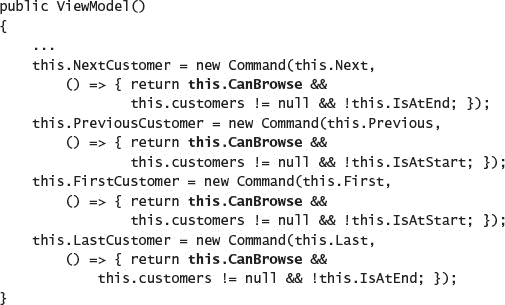 public ViewModel()
{
    ...
    this.NextCustomer = new Command(this.Next,
        () => { return this.CanBrowse &&
                this.customers != null && !this.IsAtEnd; });
    this.PreviousCustomer = new Command(this.Previous,
        () => { return this.CanBrowse &&
                this.customers != null && !this.IsAtStart; });
    this.FirstCustomer = new Command(this.First,
        () => { return this.CanBrowse &&
                this.customers != null && !this.IsAtStart; });
    this.LastCustomer = new Command(this.Last,
        () => { return this.CanBrowse &&
            this.customers != null && !this.IsAtEnd; });
}